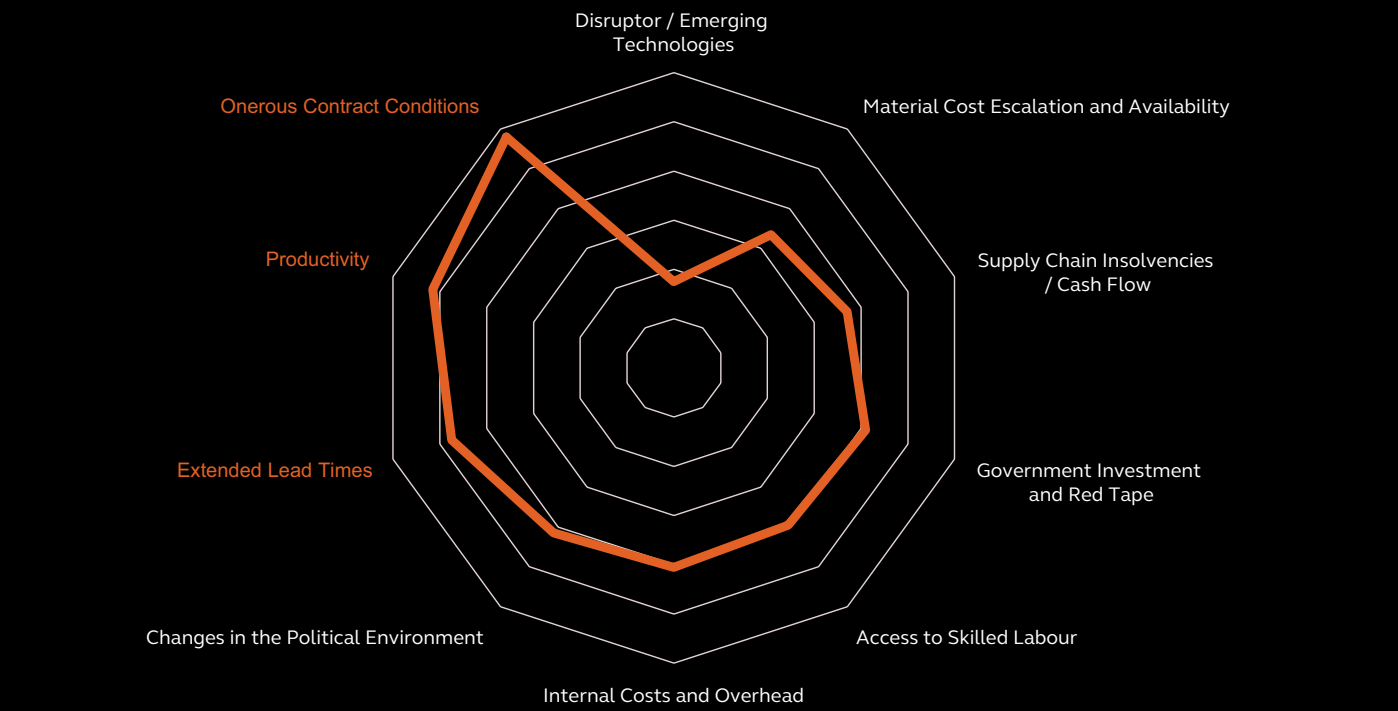 Disruptor / Emerging
Technologies
Onerous Contract Conditions
Material Cost Escalation and Availability
Productivity
Supply Chain Insolvencies
/ Cash Flow
Extended Lead Times
Government Investment
and Red Tape
Changes in the Political Environment
Access to Skilled Labour
Internal Costs and Overhead